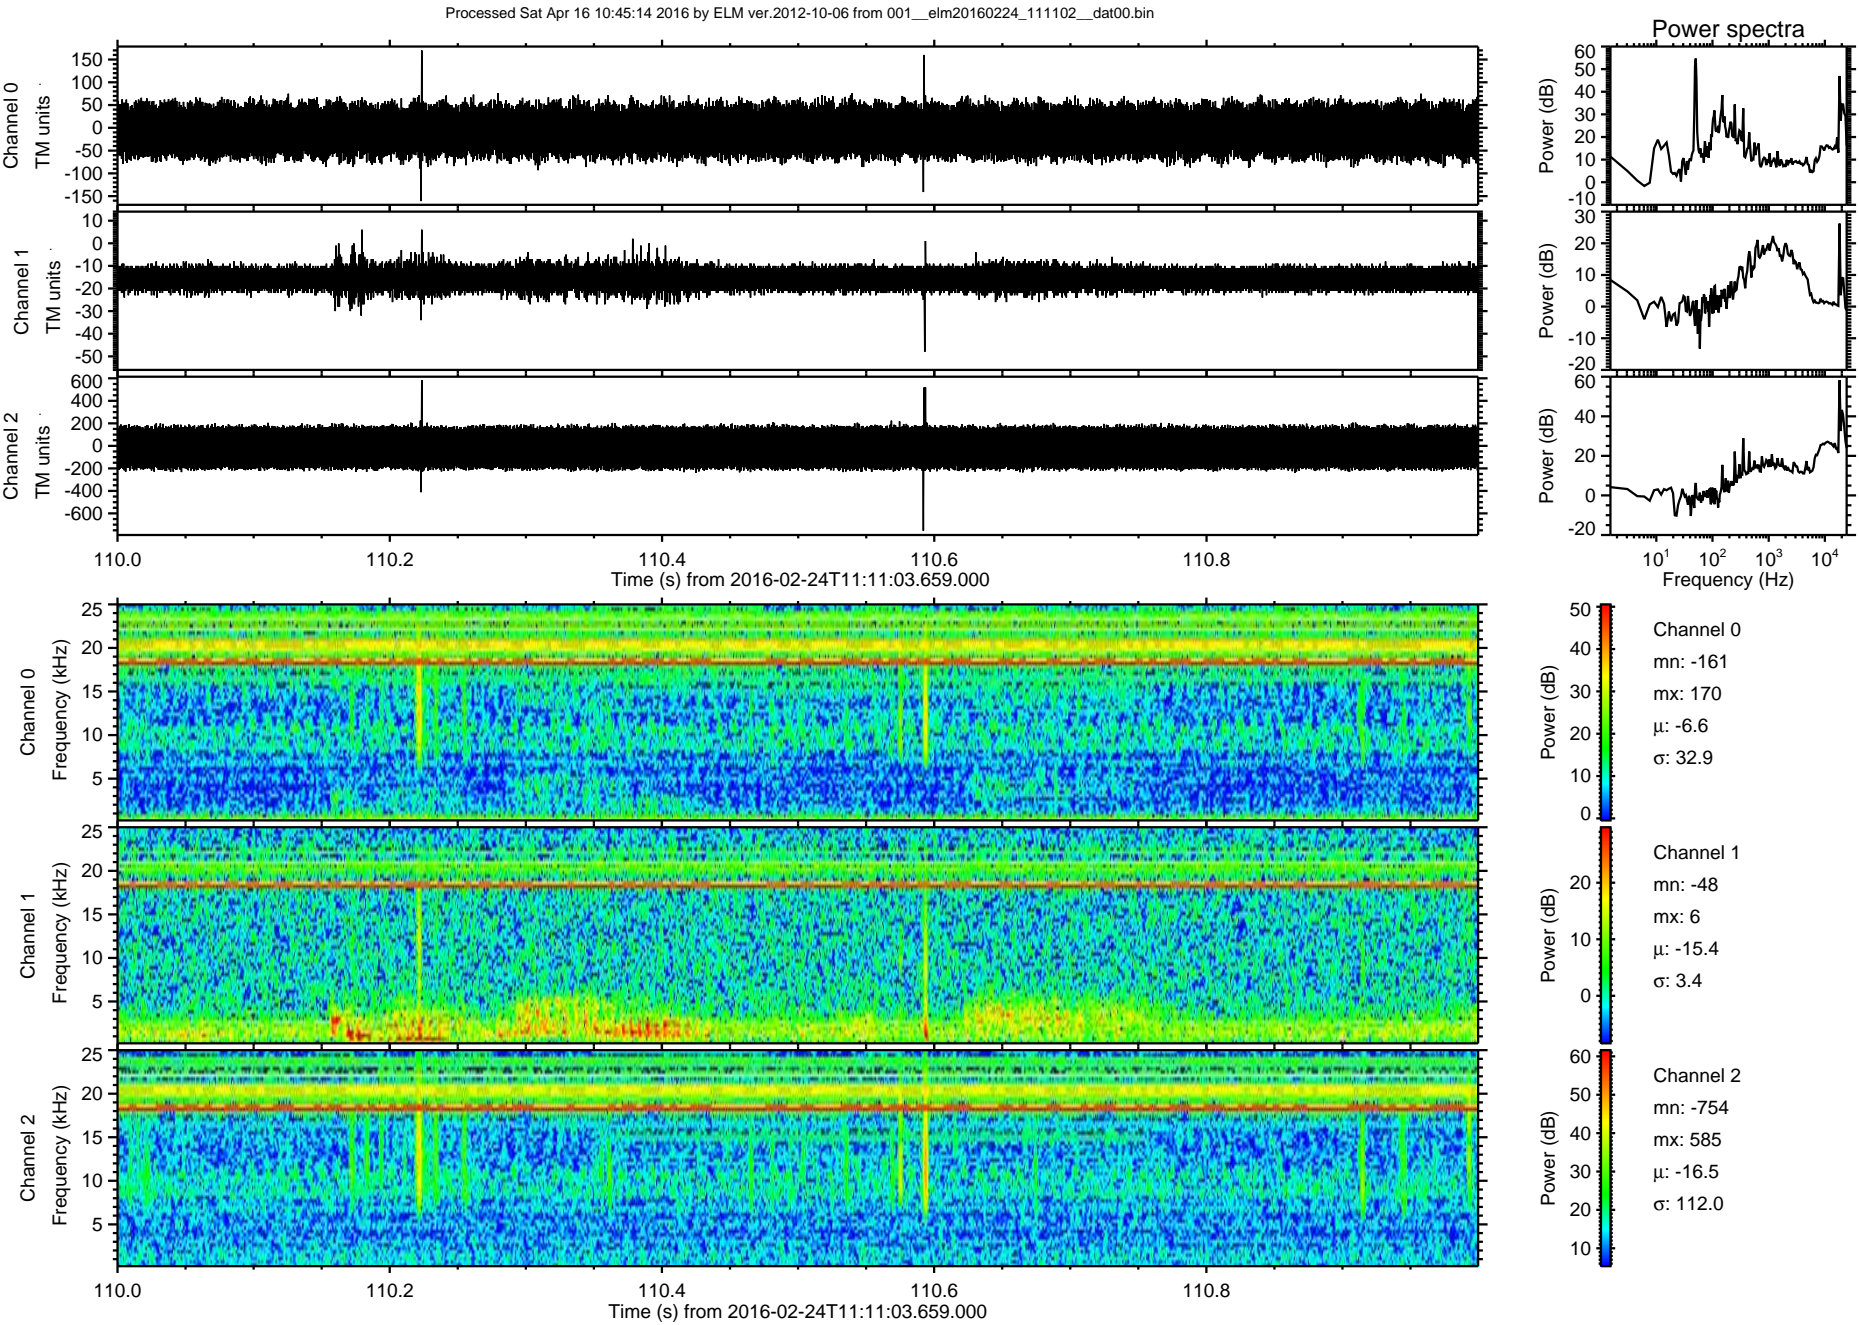 Processed Sat Apr 16 10:45:14 2016 by ELM ver.2012-10-06 from 001__elm20160224_111102__dat00.bin
Power spectra
Channel 0
TM units
150
100
50
0
-50
-100
-150
Power (dB)
60
50
40
30
20
10
0
-10
Channel 1
TM units
10
0
-10
-20
-30
-40
-50
Power (dB)
30
20
10
0
-10
-20
Channel 2
TM units
600
400
200
0
-200
-400
-600
Power (dB)
60
40
20
0
-20
110.0 110.2 110.4 110.6 110.8
Time (s) from 2016-02-24T11:11:03.659.000
10¹ 10² 10³ 10⁴
Frequency (Hz)
Channel 0
Frequency (kHz)
25
20
15
10
5
Power (dB)
50
40
30
20
10
0
Channel 0
mn: -161
mx: 170
μ: -6.6
σ: 32.9
Channel 1
Frequency (kHz)
25
20
15
10
5
Power (dB)
20
10
0
Channel 1
mn: -48
mx: 6
μ: -15.4
σ: 3.4
Channel 2
Frequency (kHz)
25
20
15
10
5
Power (dB)
60
50
40
30
20
10
Channel 2
mn: -754
mx: 585
μ: -16.5
σ: 112.0
110.0 110.2 110.4 110.6 110.8
Time (s) from 2016-02-24T11:11:03.659.000